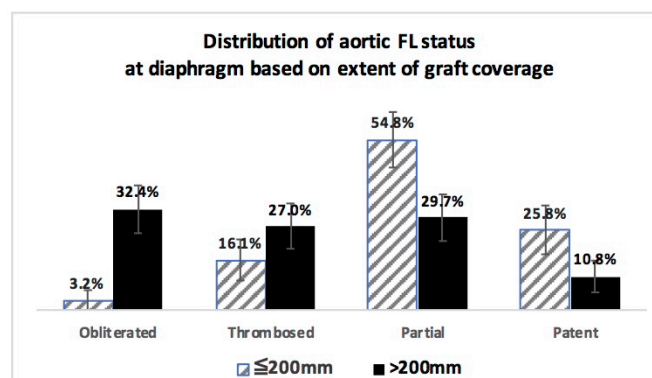 Distribution of aortic FL status
at diaphragm based on extent of graft coverage
3.2%
32.4%
16.1%
27.0%
54.8%
29.7%
25.8%
10.8%
Obliterated
Thrombosed
Partial
Patent
≦200mm
>200mm